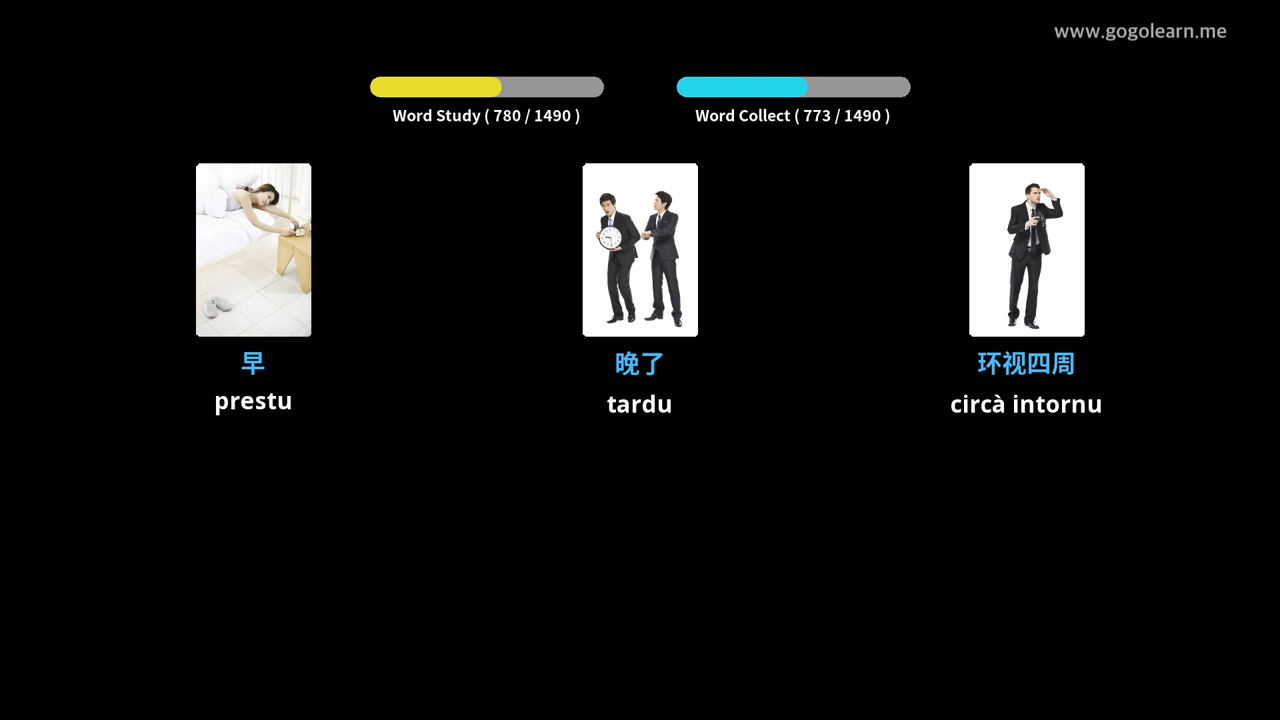 www.gogolearn.me
Word Study ( 780 / 1490 )
Word Collect ( 773 / 1490 )
早
prestu
晚了
tardu
环视四周
circà intornu